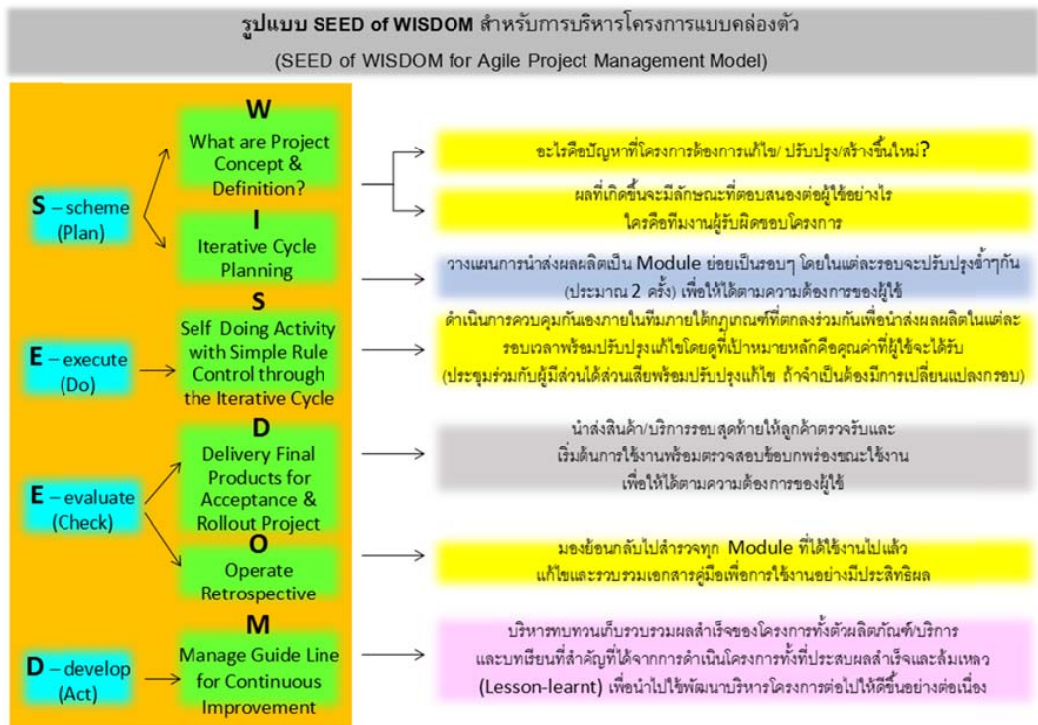 รูปแบบ SEED of WISDOM สำหรับการบริหารโครงการแบบคล่องตัว
(SEED of WISDOM for Agile Project Management Model)
S – scheme
(Plan)
W
What are Project
Concept &
Definition?
I
Iterative Cycle
Planning
อะไรคือปัญหาที่โครงการต้องการแก้ไข/ ปรับปรุง/สร้างขึ้นใหม่?
ผลที่เกิดขึ้นจะมีลักษณะที่ตอบสนองต่อผู้ใช้อย่างไร
ใครคือทีมงานผู้รับผิดชอบโครงการ
วางแผนการนำส่งผลผลิตเป็น Module ย่อยเป็นรอบๆ โดยในแต่ละรอบจะปรับปรุงซ้ำๆกัน
(ประมาณ 2 ครั้ง) เพื่อให้ได้ตามความต้องการของผู้ใช้
E – execute
(Do)
S
Self Doing Activity
with Simple Rule
Control through
the Iterative Cycle
ดำเนินการควบคุมกันเองภายในทีมภายใต้กฎเกณฑ์ที่ตกลงร่วมกันเพื่อนำส่งผลผลิตในแต่ละ
รอบเวลาพร้อมปรับปรุงแก้ไขโดยดูที่เป้าหมายหลักคือคุณค่าที่ผู้ใช้จะได้รับ
(ประชุมร่วมกับผู้มีส่วนได้ส่วนเสียพร้อมปรับปรุงแก้ไข ถ้าจำเป็นต้องมีการเปลี่ยนแปลงกรอบ)
E – evaluate
(Check)
D
Delivery Final
Products for
Acceptance &
Rollout Project
O
Operate
Retrospective
นำส่งสินค้า/บริการรอบสุดท้ายให้ลูกค้าตรวจรับและ
เริ่มต้นการใช้งานพร้อมตรวจสอบข้อบกพร่องขณะใช้งาน
เพื่อให้ได้ตามความต้องการของผู้ใช้
มองย้อนกลับไปสำรวจทุก Module ที่ได้ใช้งานไปแล้ว
แก้ไขและรวบรวมเอกสารคู่มือเพื่อการใช้งานอย่างมีประสิทธิผล
D – develop
(Act)
M
Manage Guide Line
for Continuous
Improvement
บริหารทบทวนเก็บรวบรวมผลสำเร็จของโครงการทั้งตัวผลิตภัณฑ์/บริการ
และบทเรียนที่สำคัญที่ได้จากการดำเนินโครงการทั้งที่ประสบผลสำเร็จและล้มเหลว
(Lesson-learnt) เพื่อนำไปใช้พัฒนาบริหารโครงการต่อไปให้ดีขึ้นอย่างต่อเนื่อง